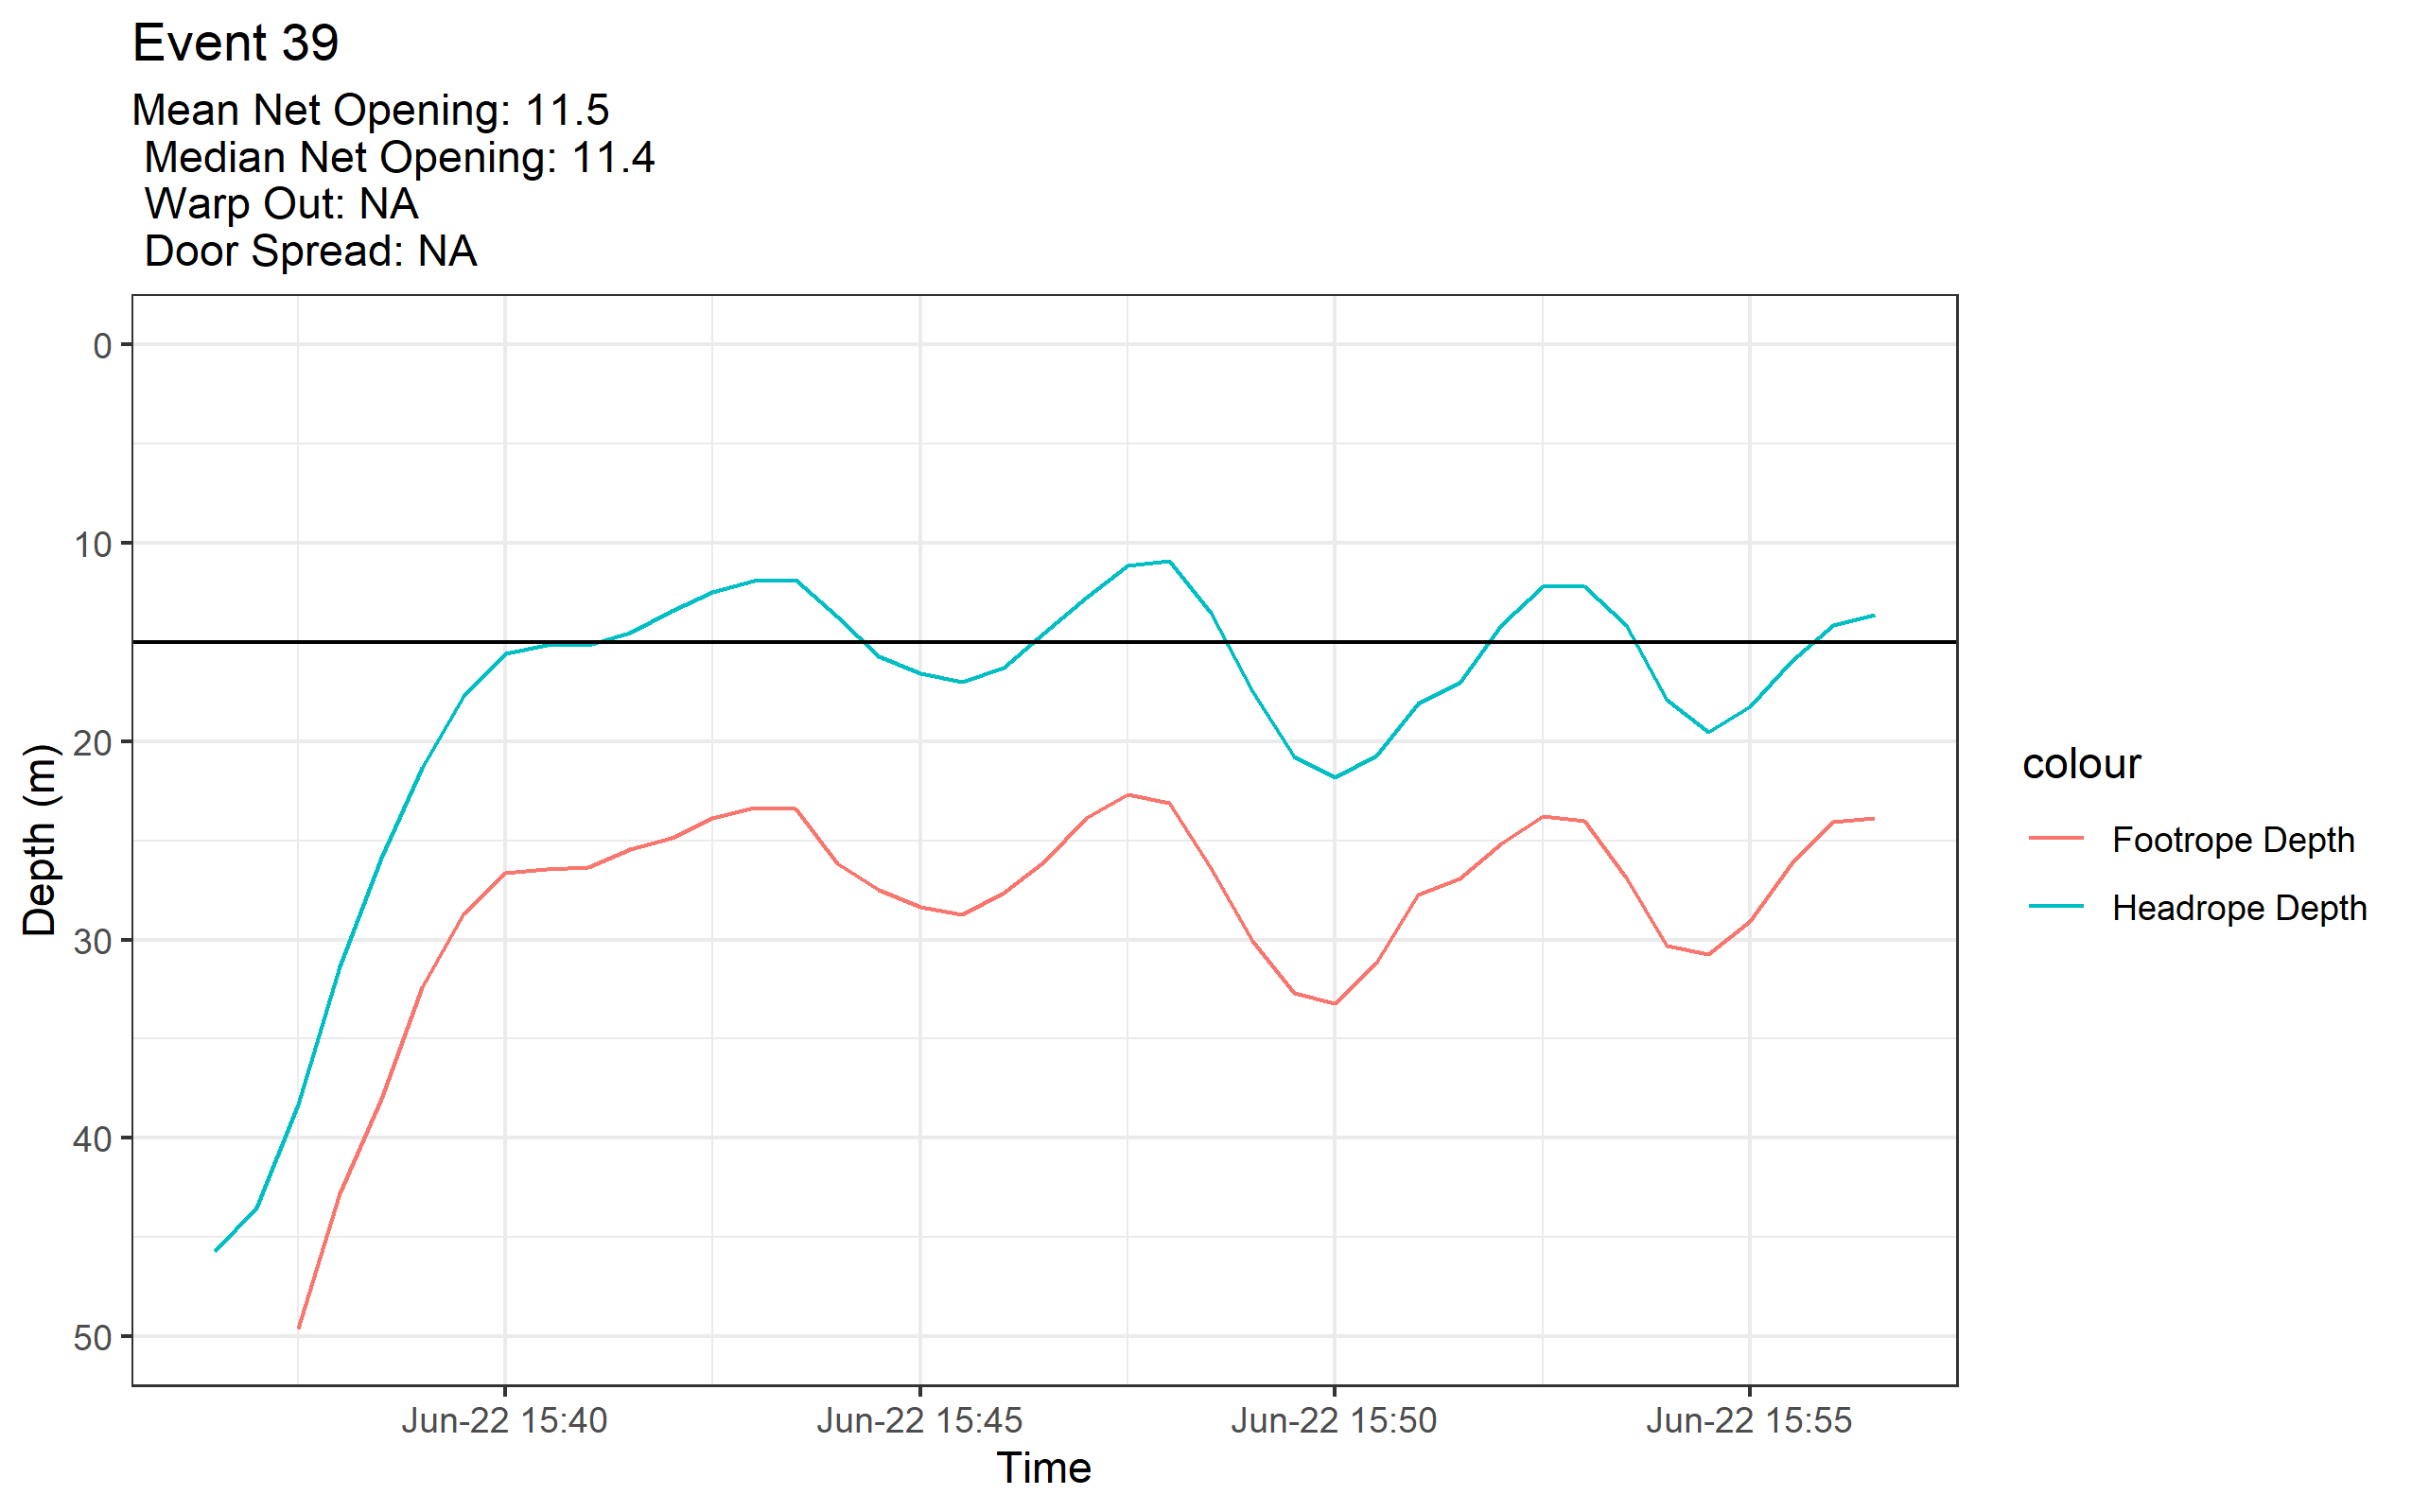 Event 39
Mean Net Opening: 11.5
Median Net Opening: 11.4
Warp Out: NA
Door Spread: NA
0
10
20
30
40
50
Depth (m)
Jun-22 15:40
Jun-22 15:45
Jun-22 15:50
Jun-22 15:55
Time
colour
Footrope Depth
Headrope Depth